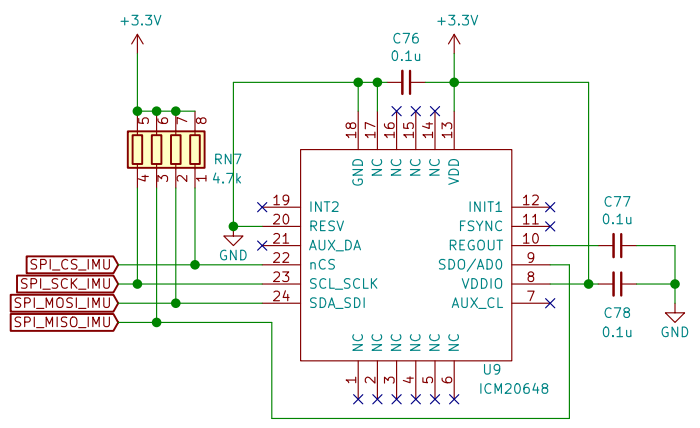 +3.3V
+3.3V
C76
0.1u
5
6
7
8
RN7
4.7k
4
3
2
1
18
17
16
15
14
13
GND
NC
NC
NC
NC
VDD
19
INT2
INIT1
12
20
RESV
FSYNC
11
C77
0.1u
GND
21
AUX_DA
REGOUT
10
SPI_CS_IMU
22
nCS
SDO/AD0
9
SPI_SCK_IMU
23
SCL_SCLK
VDDIO
8
SPI_MOSI_IMU
24
SDA_SDI
AUX_CL
7
C78
0.1u
GND
SPI_MISO_IMU
NC
NC
NC
NC
NC
NC
1
2
3
4
5
6
U9
ICM20648